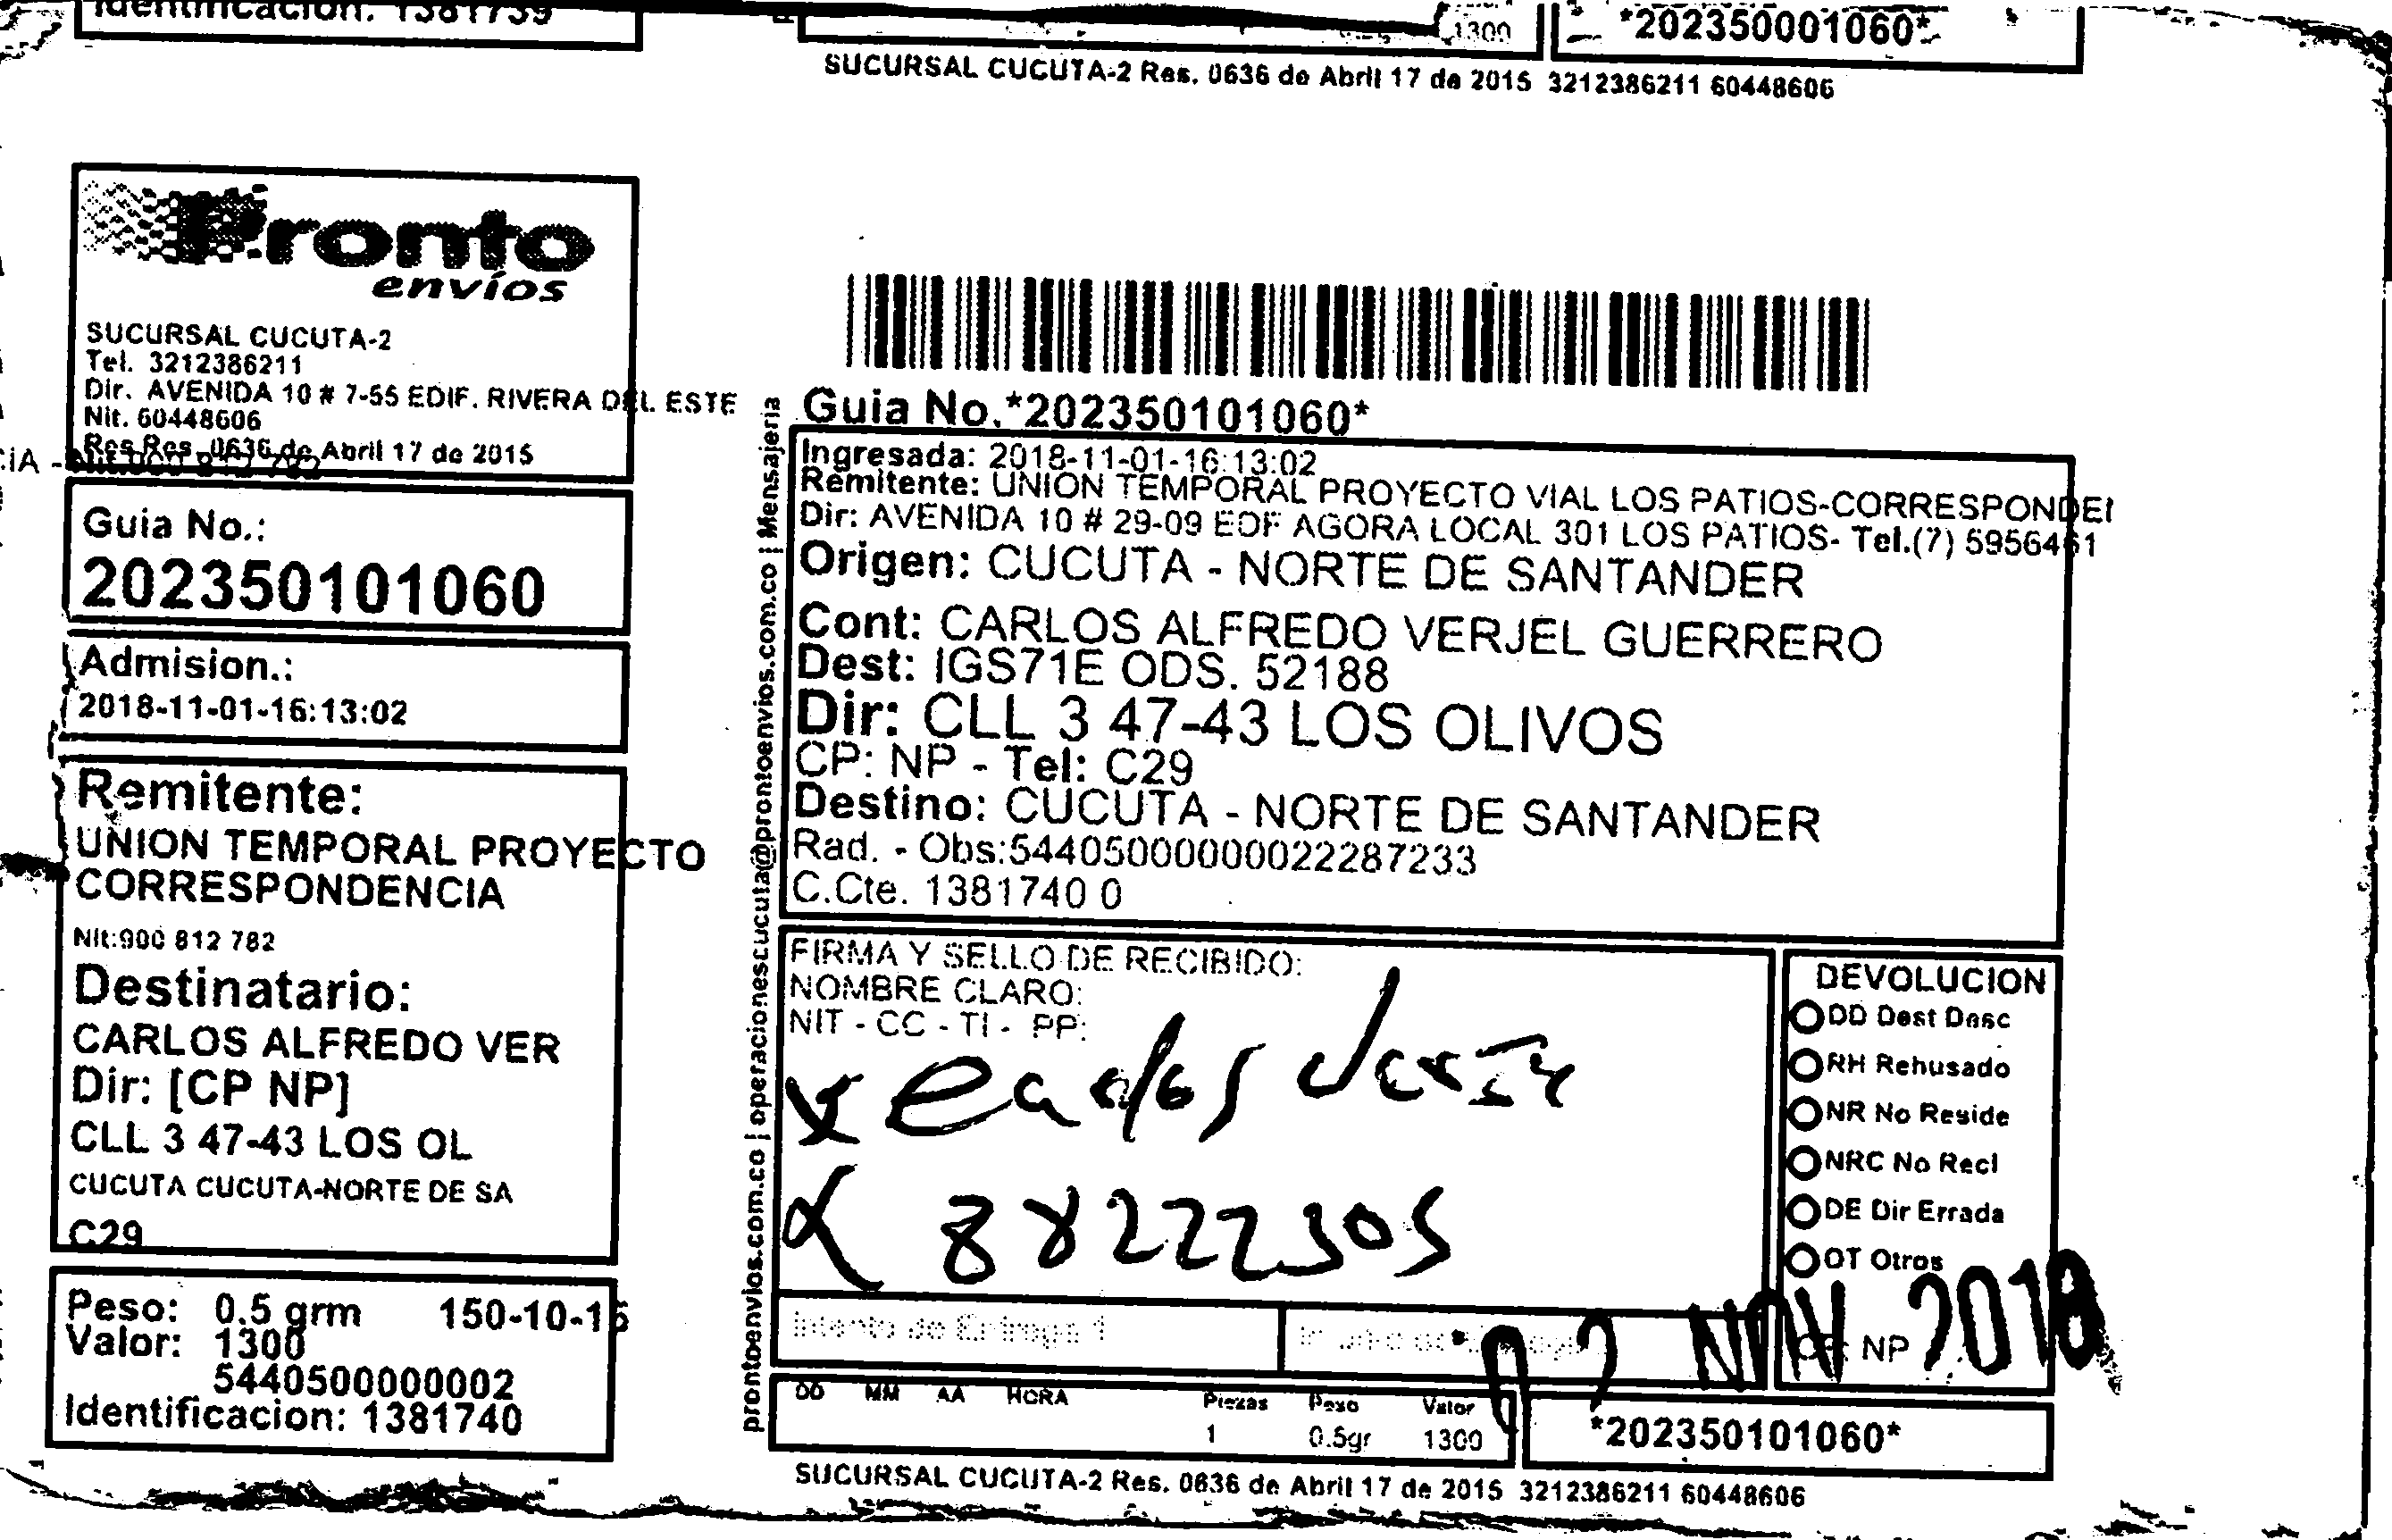 Identificacion: 1381739
1300
*202350001060*
SUCURSAL CUCUTA-2 Res. 0636 de Abril 17 de 2015 3212386211 60448606
Pronto
envíos
SUCURSAL CUCUTA-2
Tel. 3212386211
Dir. AVENIDA 10 # 7-55 EDIF. RIVERA DEL ESTE
Nit. 60448606
Res Res. 0636 de Abril 17 de 2015
Guia No.:
202350101060
Admision.:
2018-11-01-16:13:02
Remitente:
UNION TEMPORAL PROYECTO
CORRESPONDENCIA
Nit:900 812 782
Destinatario:
CARLOS ALFREDO VER
Dir: [CP NP]
CLL 3 47-43 LOS OL
CUCUTA CUCUTA-NORTE DE SA
C29
Peso: 0.5 grm 150-10-15
Valor: 1300
5440500000002
Identificacion: 1381740
prontoenvios.com.co | operacionescucuta@prontoenvios.com.co | Mensajeria
Guia No.*202350101060*
Ingresada: 2018-11-01-16:13:02
Remitente: UNION TEMPORAL PROYECTO VIAL LOS PATIOS-CORRESPONDEN
Dir: AVENIDA 10 # 29-09 EDF AGORA LOCAL 301 LOS PATIOS- Tel.(7) 5956461
Origen: CUCUTA - NORTE DE SANTANDER
Cont: CARLOS ALFREDO VERJEL GUERRERO
Dest: IGS71E ODS. 52188
Dir: CLL 3 47-43 LOS OLIVOS
CP: NP - Tel: C29
Destino: CUCUTA - NORTE DE SANTANDER
Rad. - Obs:544050000000022287233
C.Cte. 1381740 0
FIRMA Y SELLO DE RECIBIDO:
NOMBRE CLARO:
NIT - CC - TI - PP:
x Carlos
x 88222305
DEVOLUCION
DD Dest Desc
RH Rehusado
NR No Reside
NRC No Recl
DE Dir Errada
OT Otros
Intento de Entrega 1
NP
NOV 2018
DD MM AA HORA Piezas Peso Valor
1 0.5gr 1300
*202350101060*
SUCURSAL CUCUTA-2 Res. 0636 de Abril 17 de 2015 3212386211 60448606